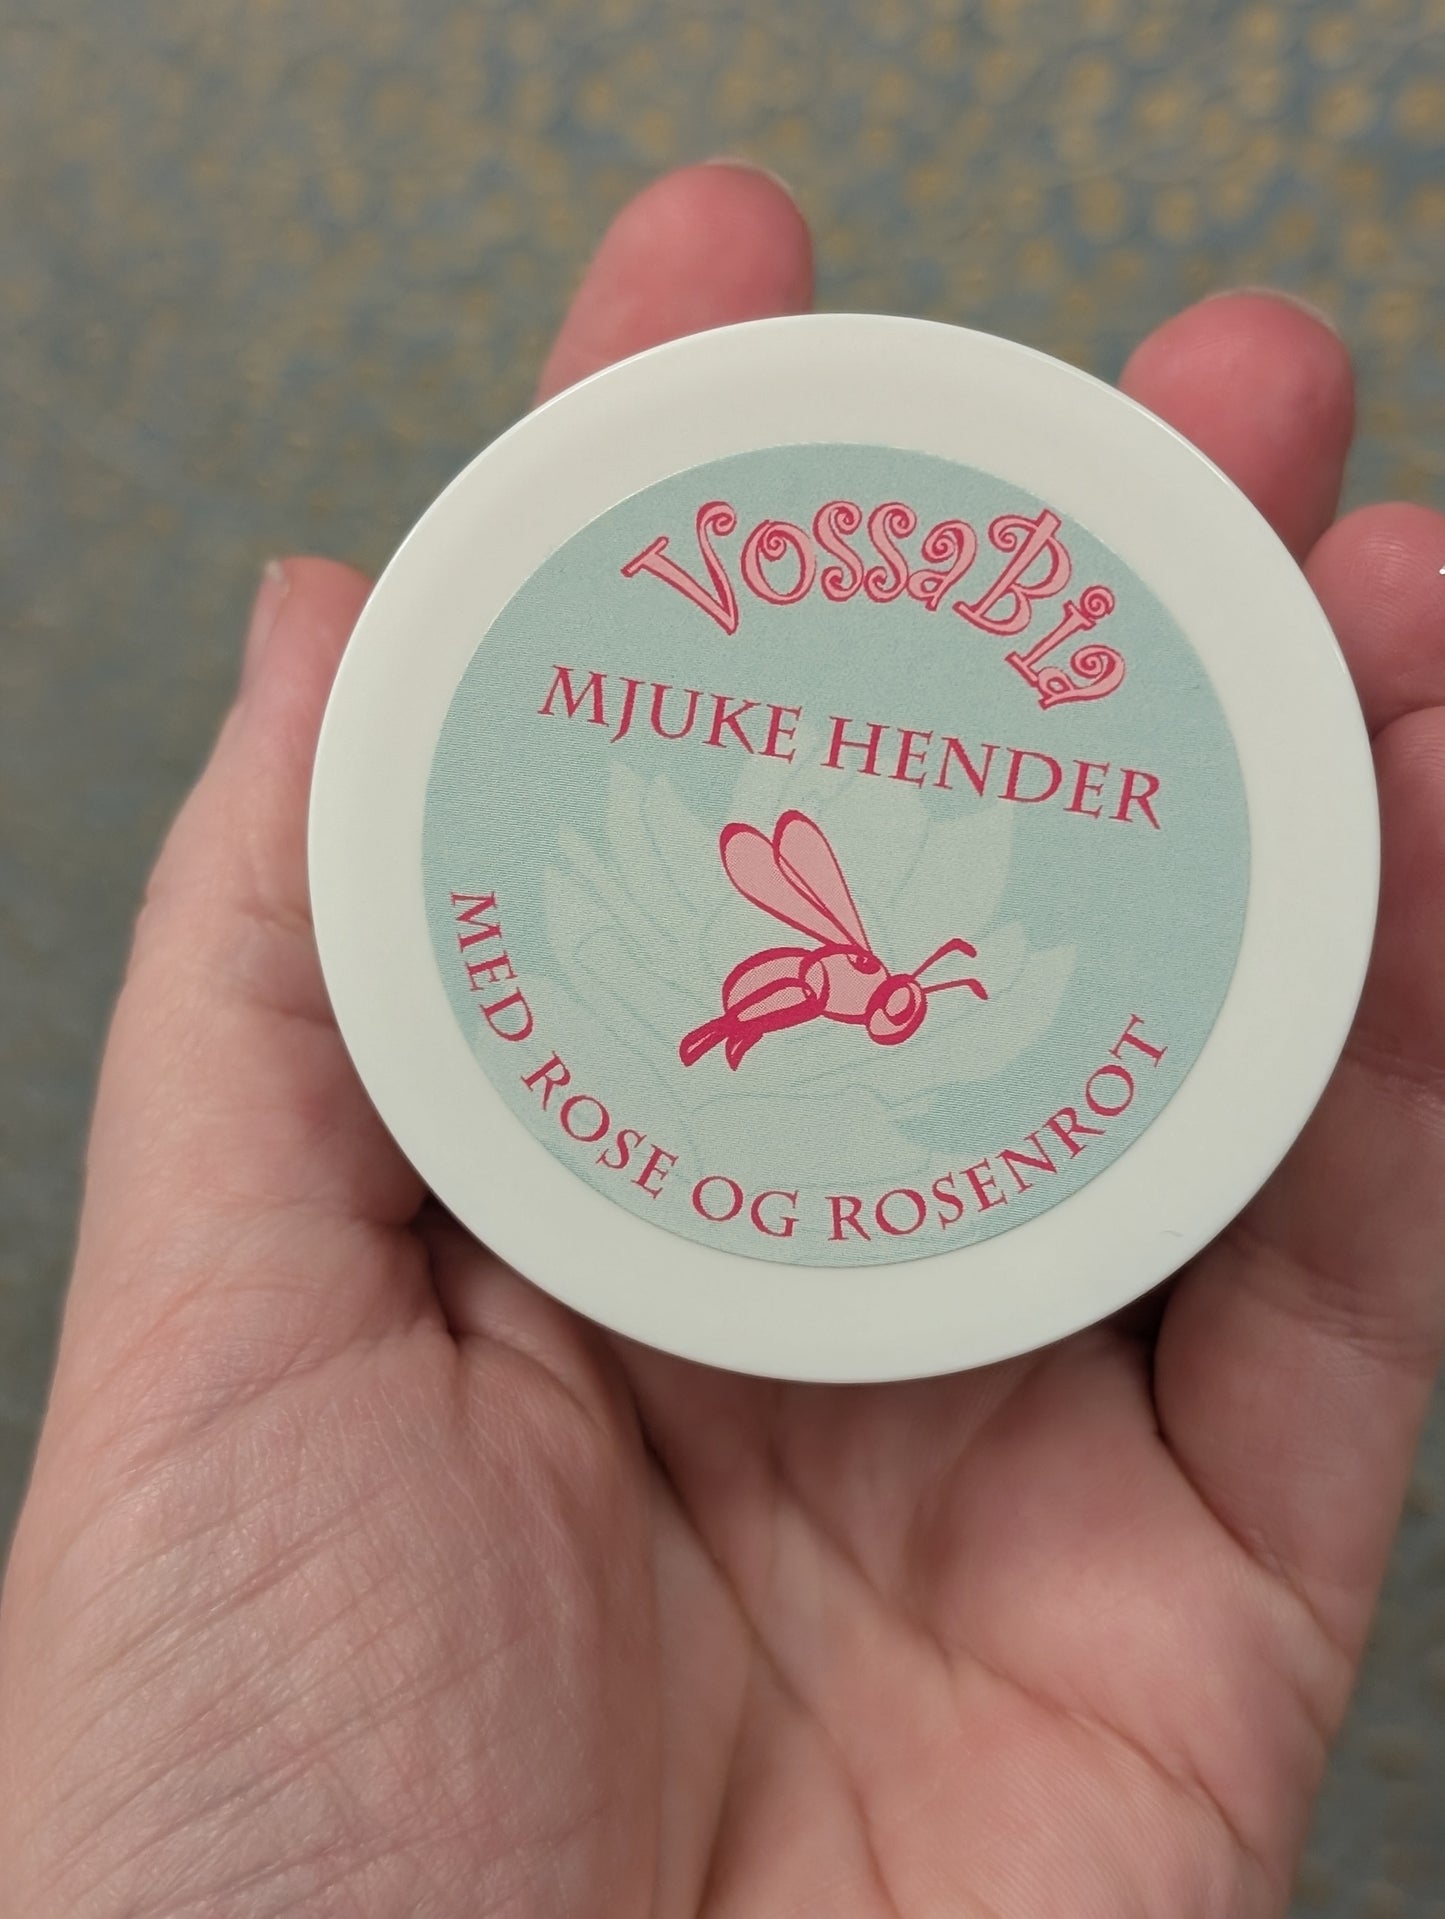 VossaBia
MJUKE HENDER
MED ROSE OG ROSENROT